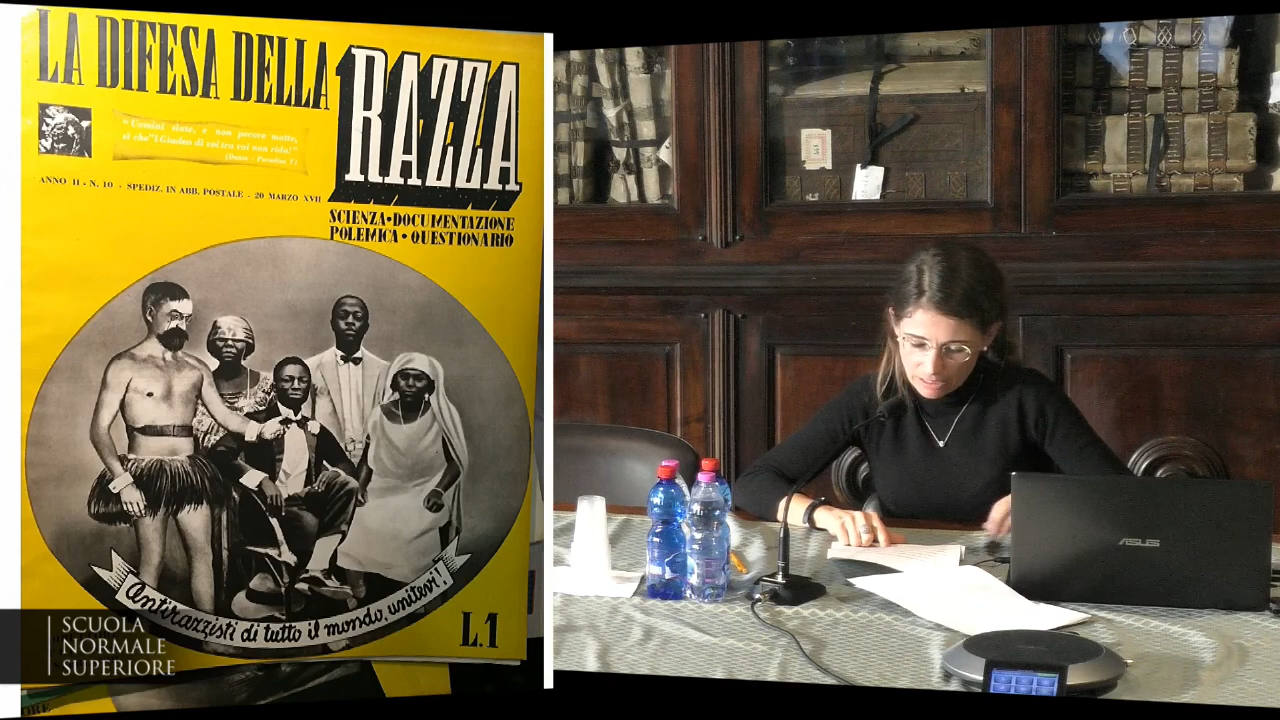 LA DIFESA DELLA
RAZZA
"Uomini siate, e non pecore matte,
sì che 'l Giudeo di voi tra voi non rida!"
(Dante - Paradiso V)
ANNO II - N. 10 - SPEDIZ. IN ABB. POSTALE - 20 MARZO XVII
SCIENZA•DOCUMENTAZIONE
POLEMICA•QUESTIONARIO
Antirazzisti di tutto il mondo, unitevi!
L.1
SCUOLA
NORMALE
SUPERIORE
ASUS